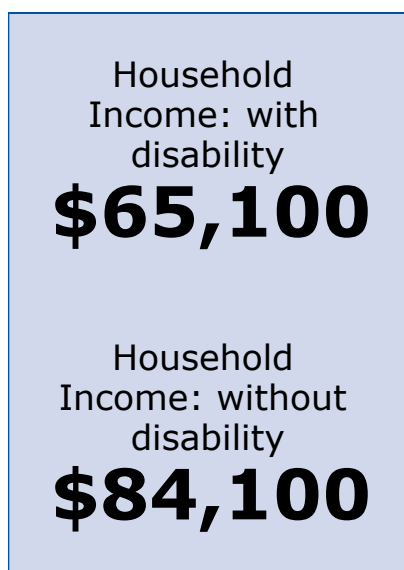 Household
Income: with
disability
$65,100
Household
Income: without
disability
$84,100